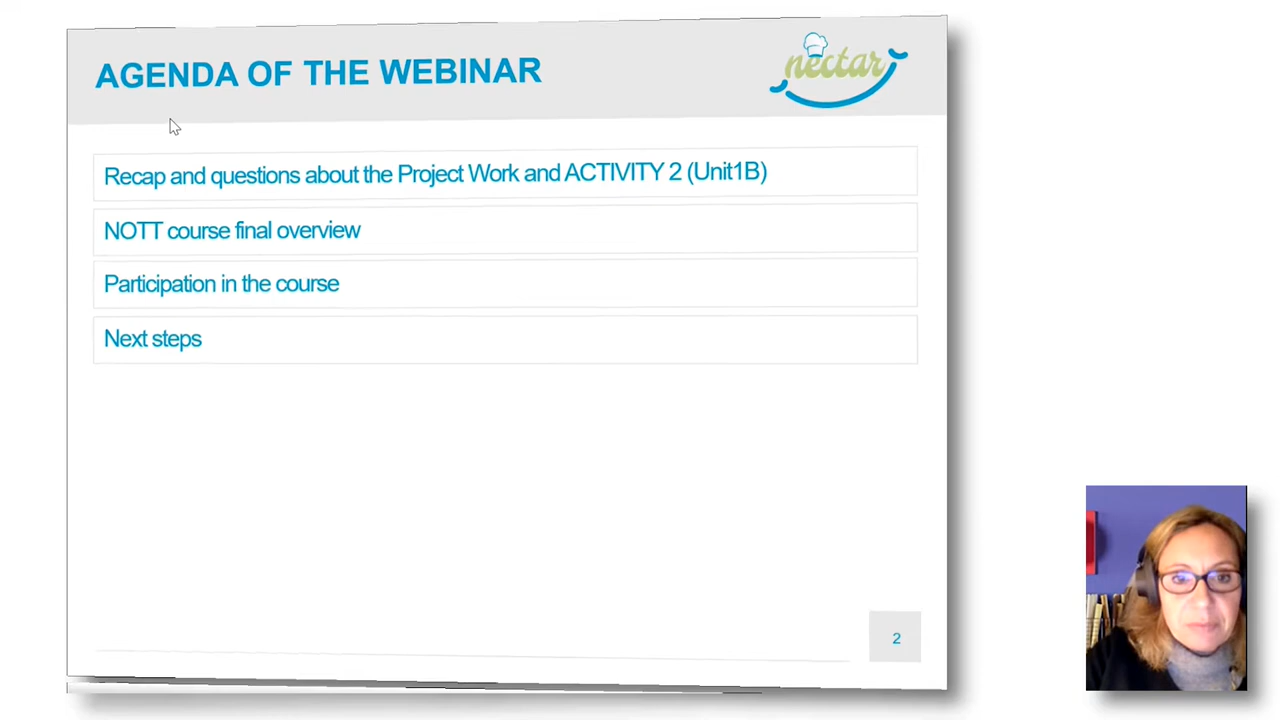 AGENDA OF THE WEBINAR
nectar
Recap and questions about the Project Work and ACTIVITY 2 (Unit1B)
NOTT course final overview
Participation in the course
Next steps
2